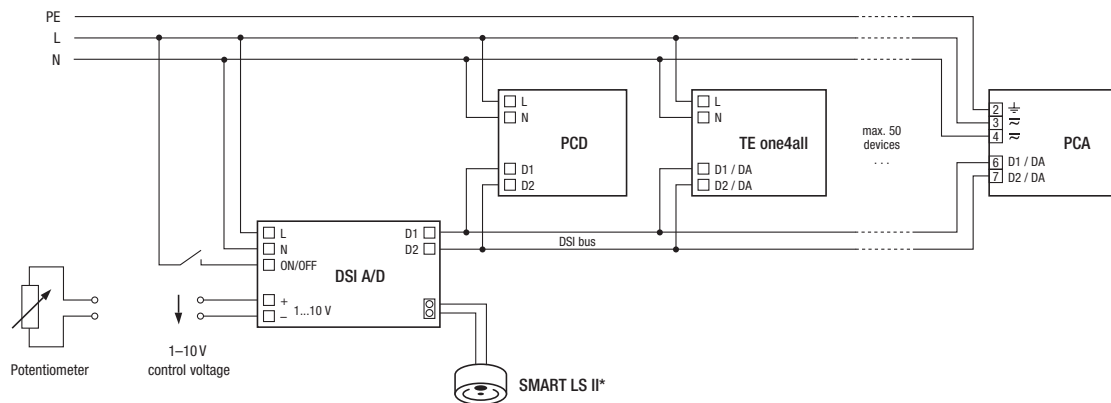 PE
L
N
L
N
PCD
D1
D2
L
N
TE one4all
D1 / DA
D2 / DA
max. 50
devices
. . .
2
3
4
PCA
6 D1 / DA
7 D2 / DA
L
N
ON/OFF
D1
D2
DSI A/D
+
–
1...10 V
DSI bus
Potentiometer
1–10 V
control voltage
SMART LS II*